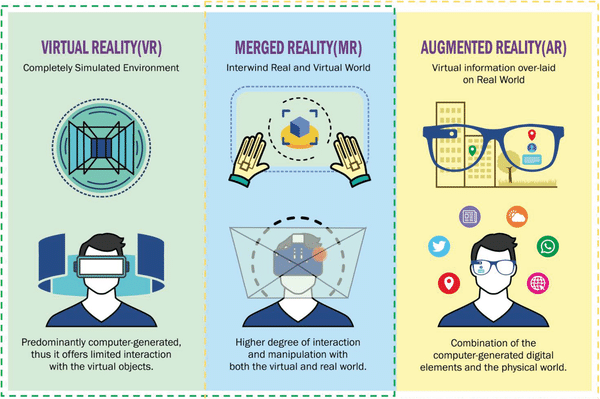 VIRTUAL REALITY(VR)
Completely Simulated Environment
Predominantly computer-generated,
thus it offers limited interaction
with the virtual objects.
MERGED REALITY(MR)
Interwind Real and Virtual World
Higher degree of interaction
and manipulation with
both the virtual and real world.
AUGMENTED REALITY(AR)
Virtual information over-laid
on Real World
Combination of the
computer-generated digital
elements and the physical world.